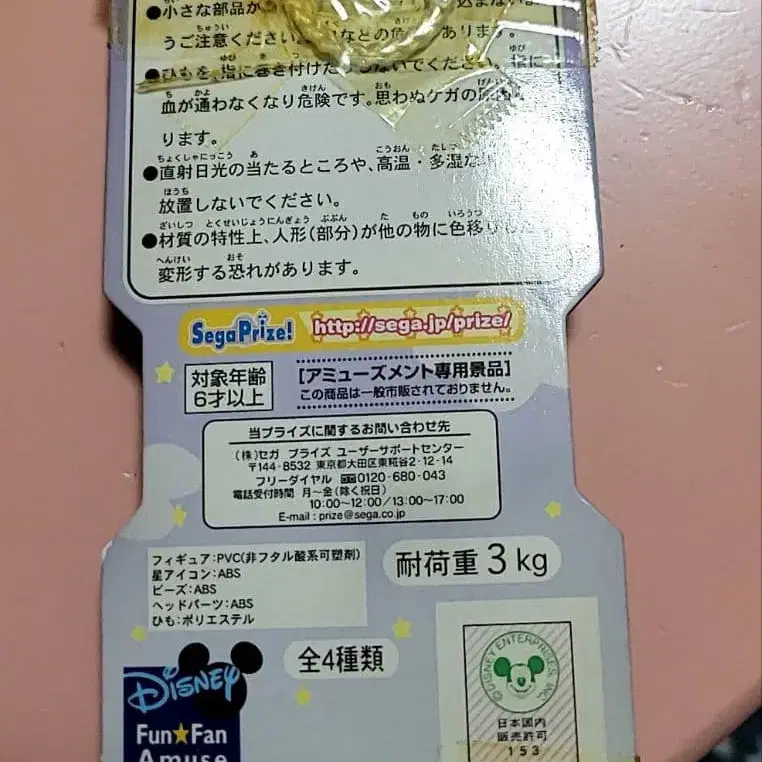 ●小さな部品が
うご注意ください
などの危
あります。
●ひもを、指に巻き付けたりしないでください。指に
血が通わなくなり危険です。思わぬケガの原因
ります。
●直射日光の当たるところや、高温・多湿な
放置しないでください。
●材質の特性上、人形(部分)が他の物に色移り
変形する恐れがあります。
SegaPrize! http://sega.jp/prize/
対象年齢
6才以上
[アミューズメント専用景品]
この商品は一般市販されておりません。
当プライズに関するお問い合わせ先
(株)セガ プライズ ユーザーサポートセンター
〒144-8532 東京都大田区東糀谷2-12-14
フリーダイヤル 0120-680-043
電話受付時間 月～金(除く祝日)
10:00～12:00/13:00～17:00
E-mail : prize@sega.co.jp
フィギュア:PVC(非フタル酸系可塑剤)
星アイコン:ABS
ビーズ:ABS
ヘッドパーツ:ABS
ひも:ポリエステル
耐荷重3kg
全4種類
DISNEY
Fun★Fan
Amuse
©DISNEY ENTERPRISES, INC.
日本国内
販売許可
153